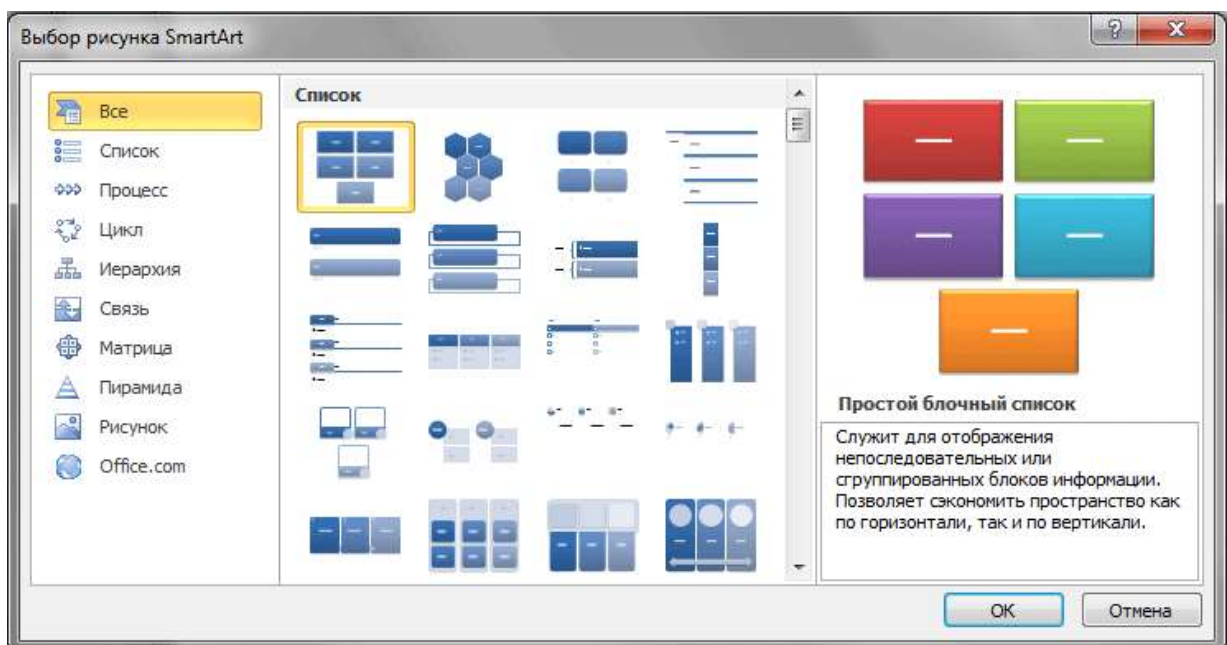 Выбор рисунка SmartArt
Все
Список
Процесс
Цикл
Иерархия
Связь
Матрица
Пирамида
Рисунок
Office.com
Список
Простой блочный список
Служит для отображения
непоследовательных или
сгруппированных блоков информации.
Позволяет сэкономить пространство как
по горизонтали, так и по вертикали.
ОК
Отмена